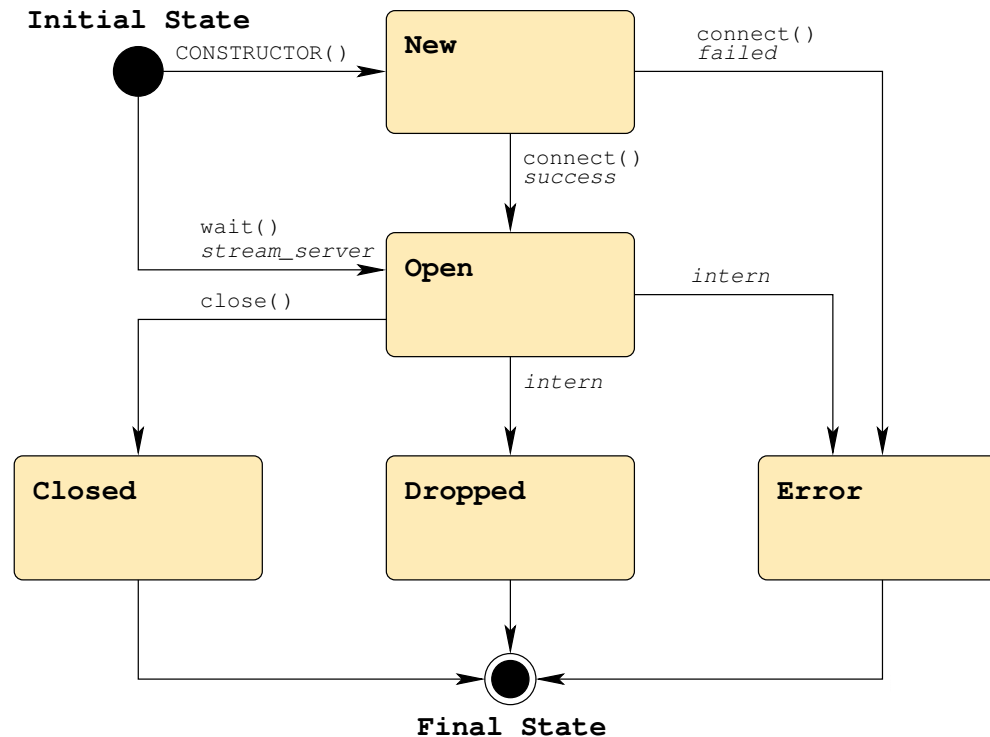 Initial State
CONSTRUCTOR()
New
connect()
failed
connect()
success
wait()
stream_server
Open
intern
close()
intern
Closed
Dropped
Error
Final State